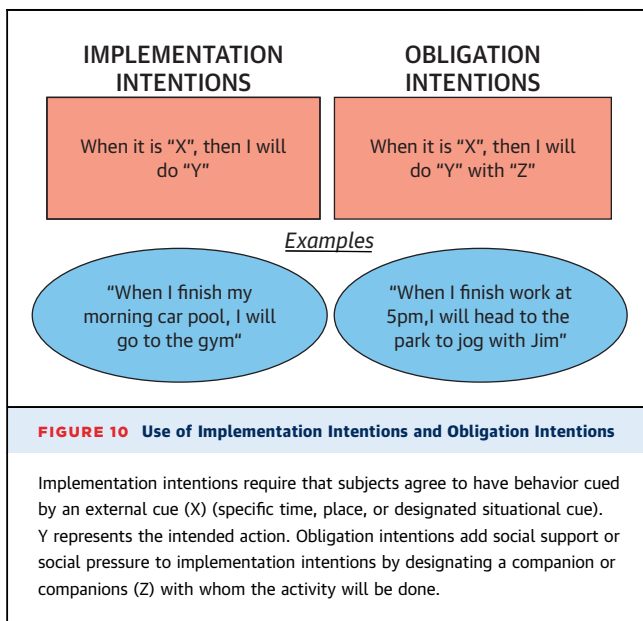 IMPLEMENTATION
INTENTIONS
When it is “X”, then I will
do “Y”
OBLIGATION
INTENTIONS
When it is “X”, then I will
do “Y” with “Z”
Examples
“When I finish my
morning car pool, I will
go to the gym“
“When I finish work at
5pm,I will head to the
park to jog with Jim”
FIGURE 10 Use of Implementation Intentions and Obligation Intentions
Implementation intentions require that subjects agree to have behavior cued
by an external cue (X) (specific time, place, or designated situational cue).
Y represents the intended action. Obligation intentions add social support or
social pressure to implementation intentions by designating a companion or
companions (Z) with whom the activity will be done.